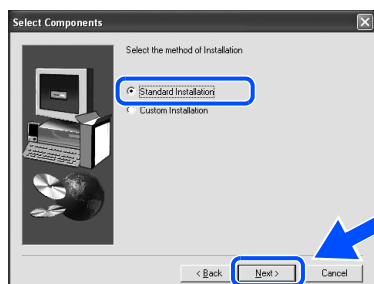 Select Components
Select the method of Installation
Standard Installation
Custom Installation
< Back
Next >
Cancel